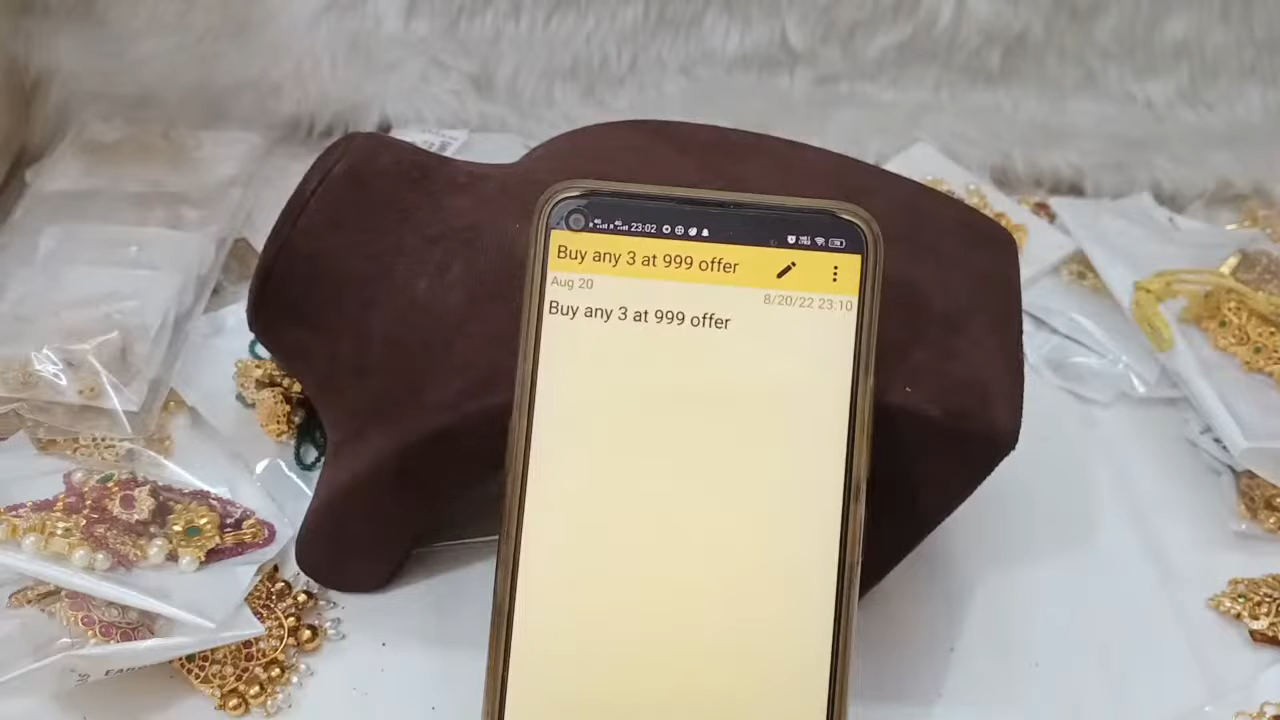 23:02
Buy any 3 at 999 offer
Aug 20
8/20/22 23:10
Buy any 3 at 999 offer